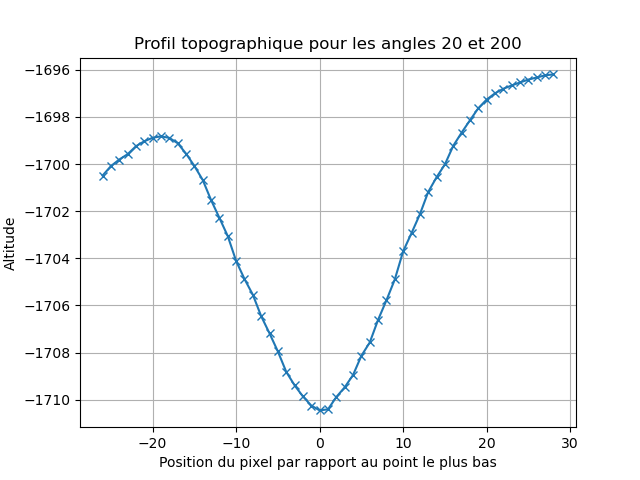 Profil topographique pour les angles 20 et 200
−1696
−1698
−1700
−1702
−1704
−1706
−1708
−1710
Altitude
−20 −10 0 10 20 30
Position du pixel par rapport au point le plus bas